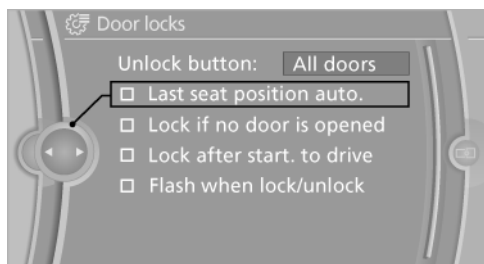 Door locks
Unlock button: All doors
Last seat position auto.
Lock if no door is opened
Lock after start. to drive
Flash when lock/unlock